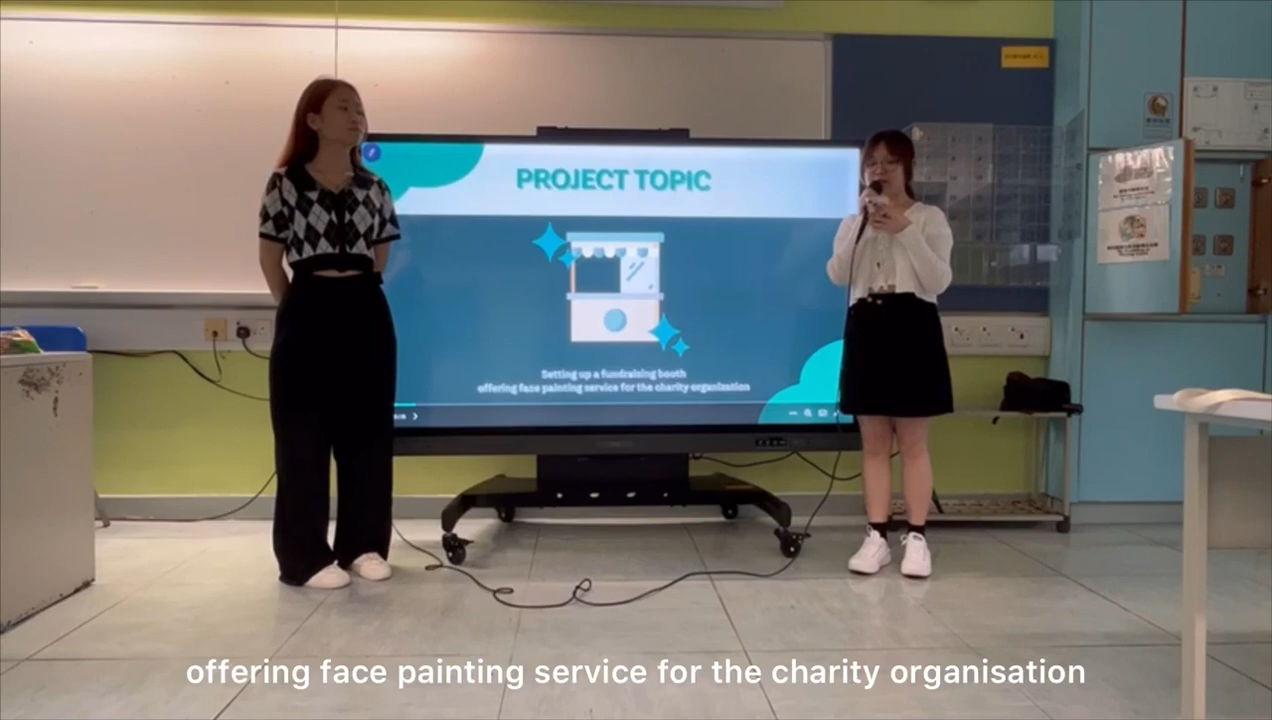 PROJECT TOPIC
Setting up a fundraising booth
offering face painting service for the charity organization
offering face painting service for the charity organisation